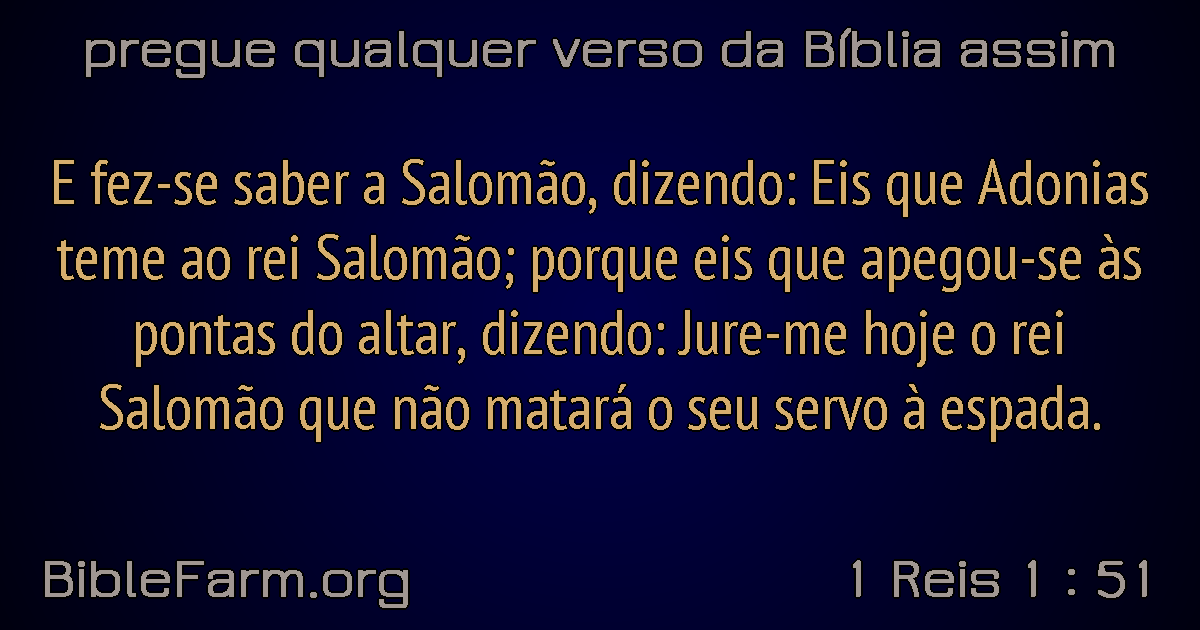 pregue qualquer verso da Bíblia assim
E fez-se saber a Salomão, dizendo: Eis que Adonias
teme ao rei Salomão; porque eis que apegou-se às
pontas do altar, dizendo: Jure-me hoje o rei
Salomão que não matará o seu servo à espada.
BibleFarm.org
1 Reis 1 : 51